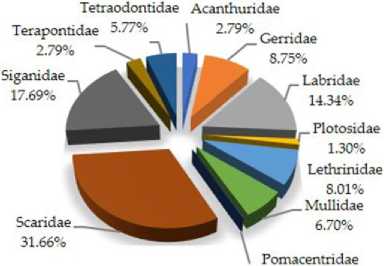 Tetraodontidae
5.77%
Acanthuridae
2.79%
Gerridae
8.75%
Labridae
14.34%
Plotosidae
1.30%
Lethrinidae
8.01%
Mullidae
6.70%
Pomacentridae
Scaridae
31.66%
Siganidae
17.69%
Terapontidae
2.79%